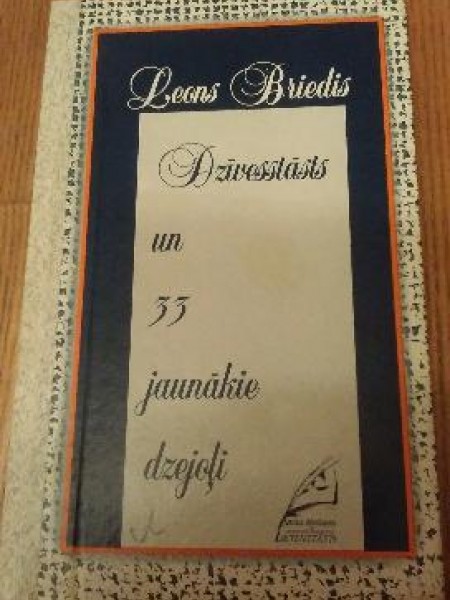 Leons Briedis
Dzīvesstāsts
un
33
jaunākie
dzejoļi